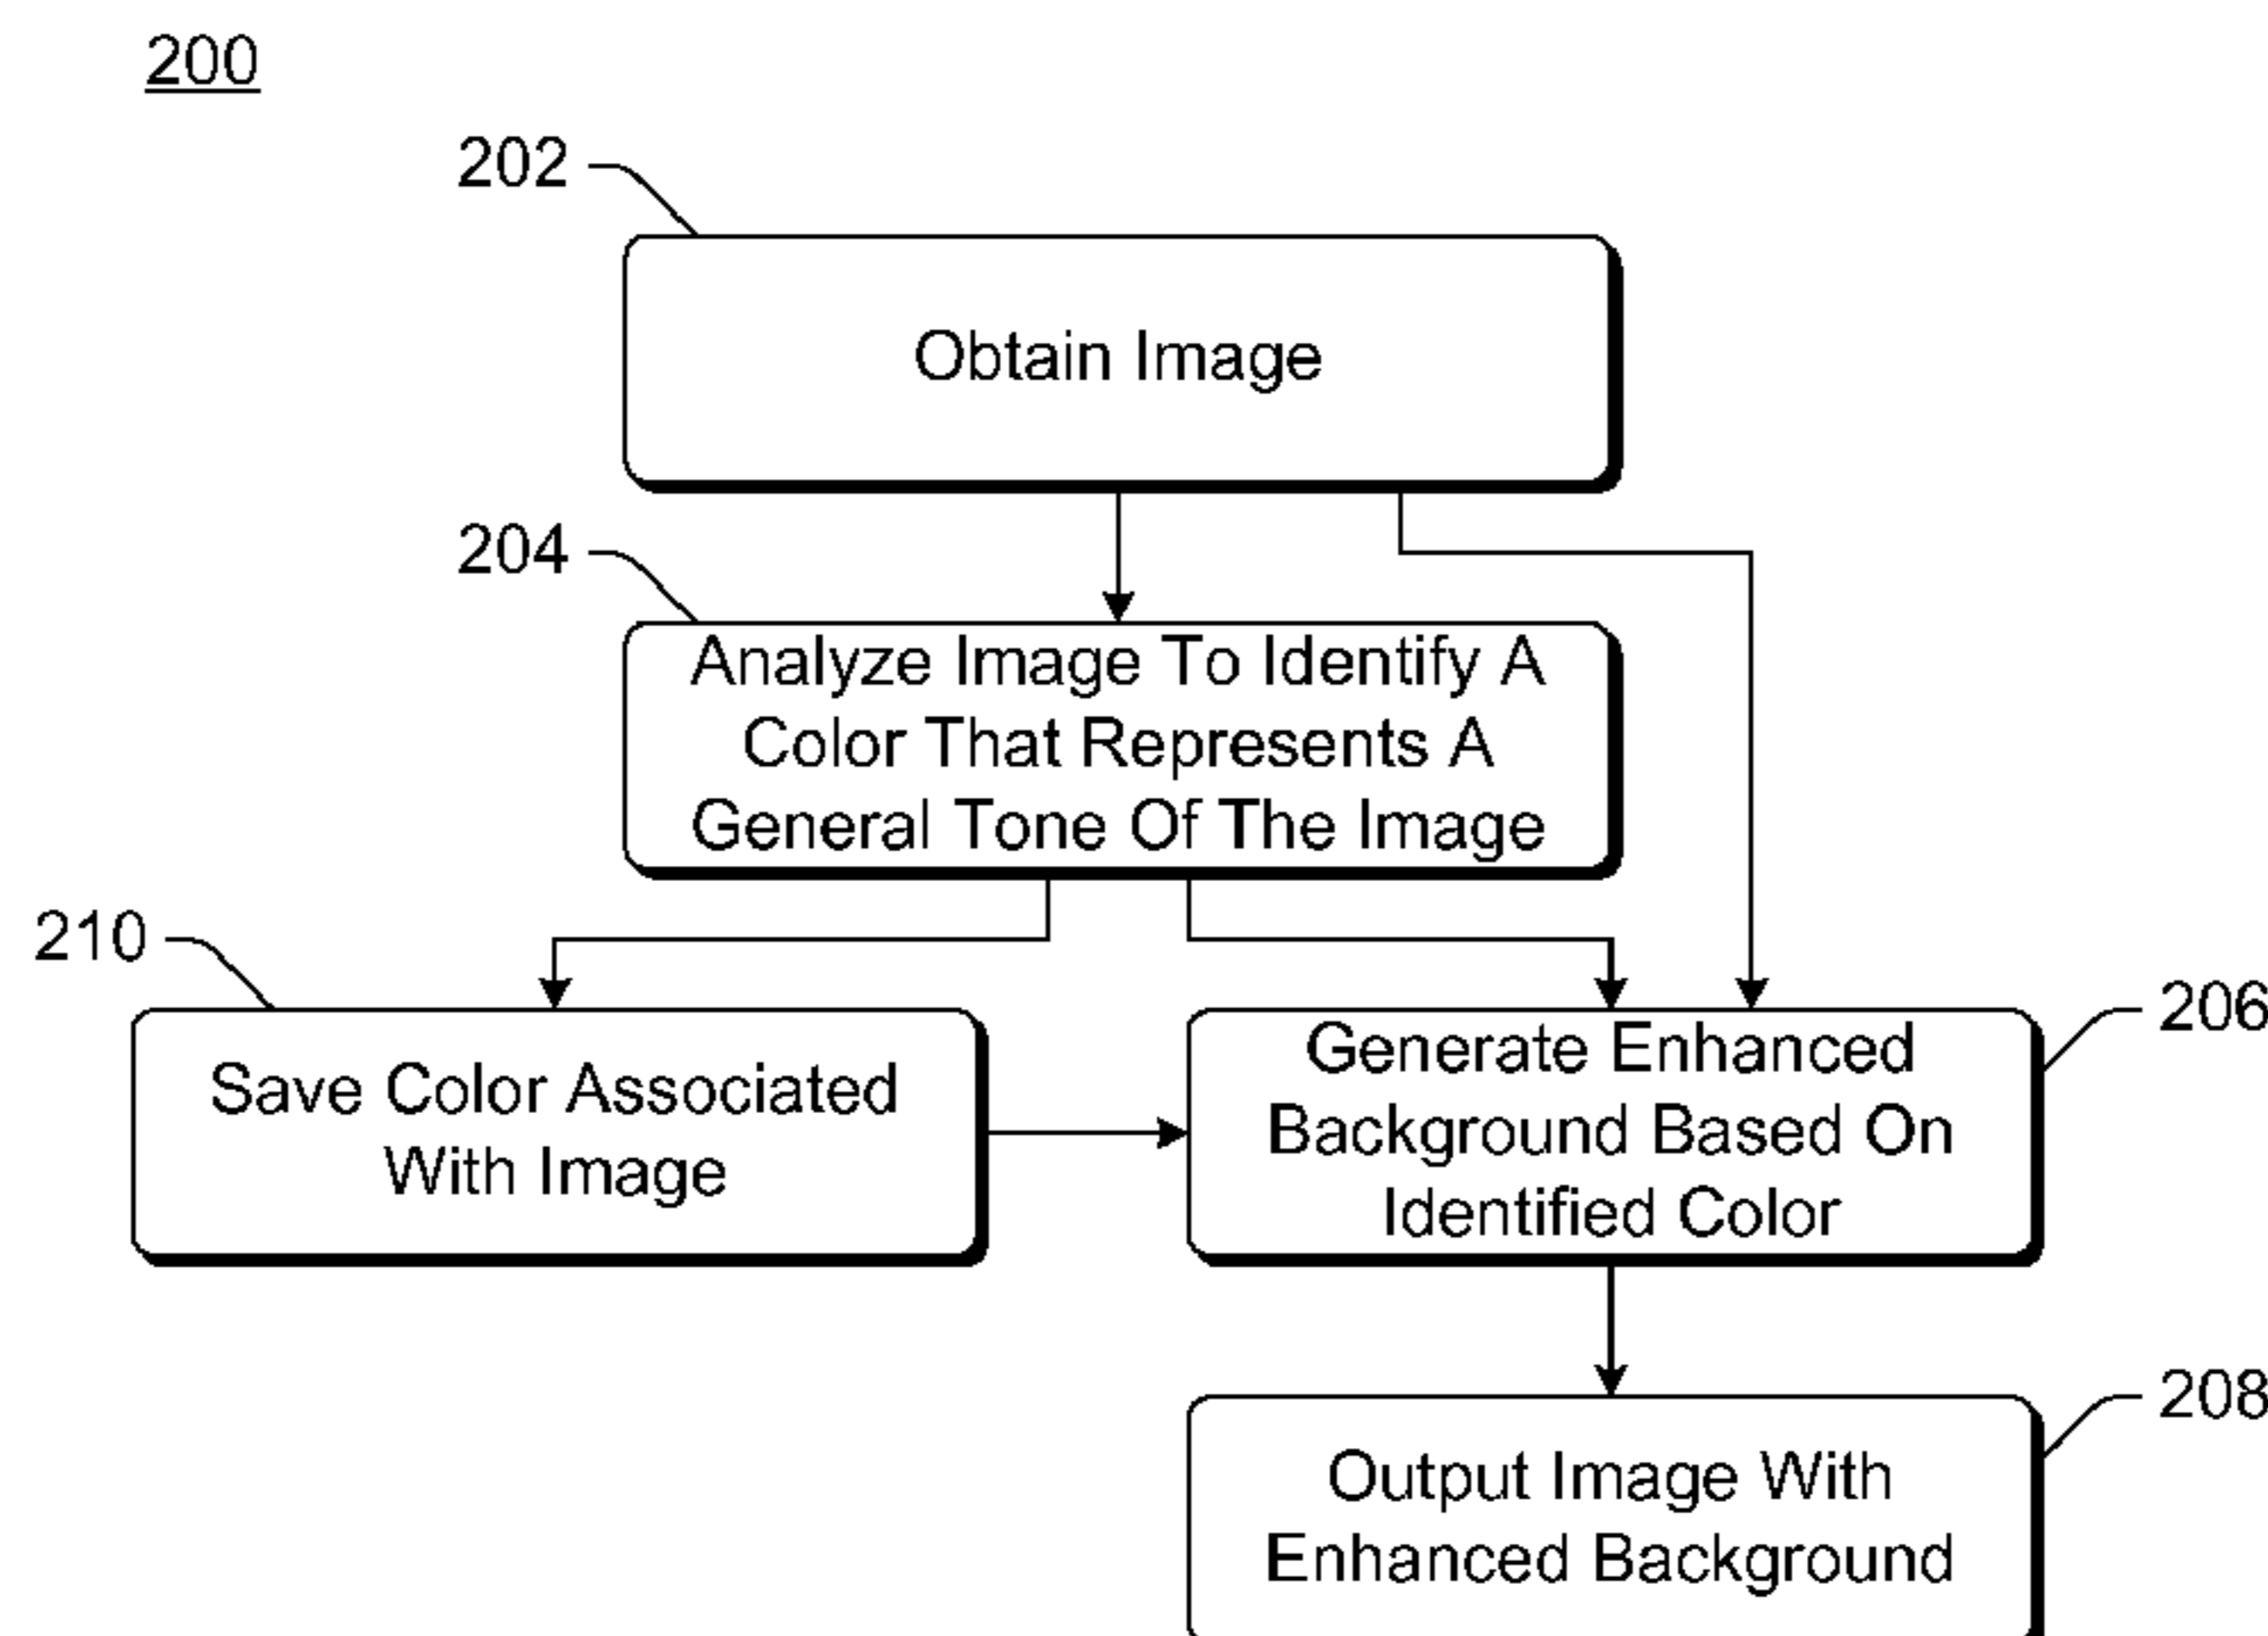 200
202
Obtain Image
204
Analyze Image To Identify A
Color That Represents A
General Tone Of The Image
210
Save Color Associated
With Image
206
Generate Enhanced
Background Based On
Identified Color
208
Output Image With
Enhanced Background